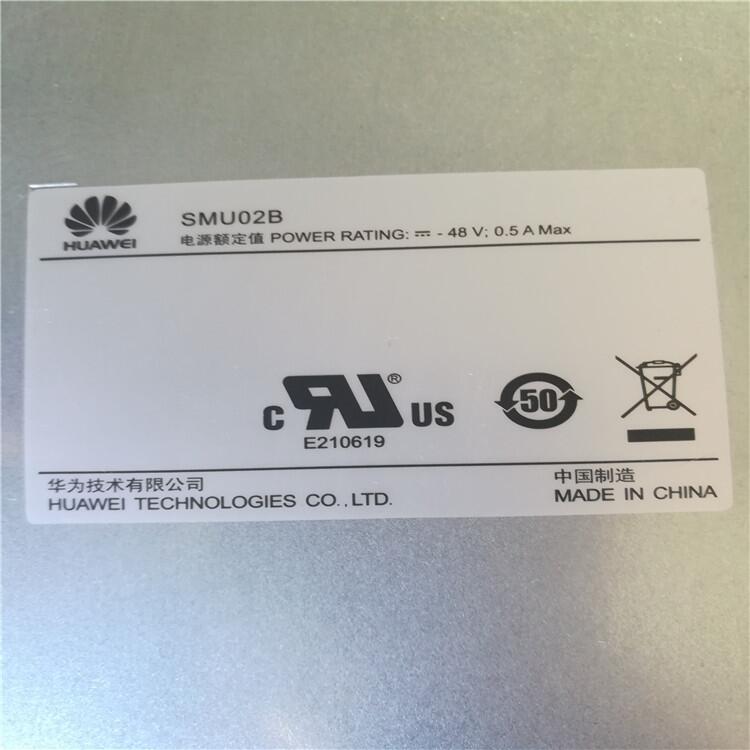 HUAWEI
SMU02B
电源额定值 POWER RATING: ⎓ - 48 V; 0.5 A Max
c RU® US
E210619
50
华为技术有限公司
HUAWEI TECHNOLOGIES CO.,LTD.
中国制造
MADE IN CHINA